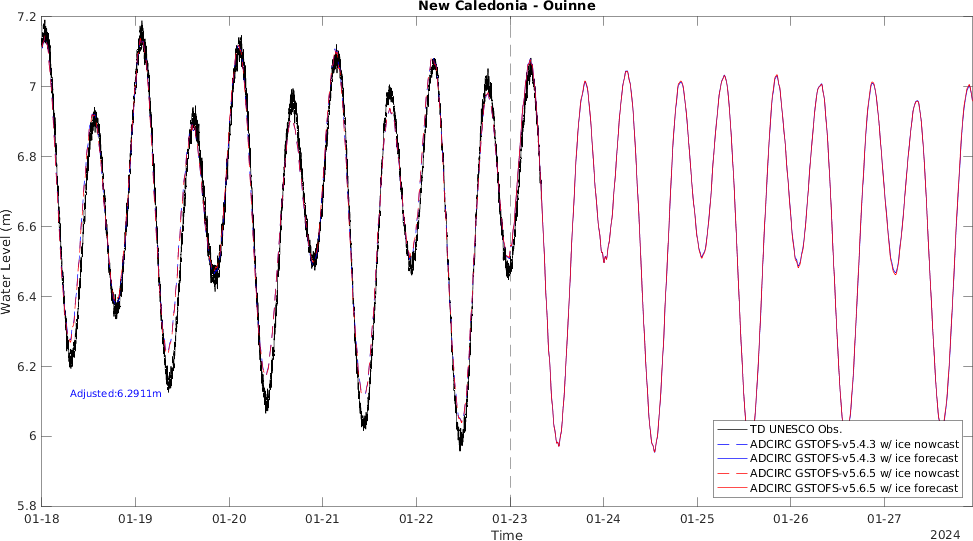 New Caledonia - Ouinne
7.2
7
6.8
6.6
6.4
6.2
6
5.8
Water Level (m)
Adjusted:6.2911m
TD UNESCO Obs.
ADCIRC GSTOFS-v5.4.3 w/ ice nowcast
ADCIRC GSTOFS-v5.4.3 w/ ice forecast
ADCIRC GSTOFS-v5.6.5 w/ ice nowcast
ADCIRC GSTOFS-v5.6.5 w/ ice forecast
01-18 01-19 01-20 01-21 01-22 01-23 01-24 01-25 01-26 01-27
Time
2024